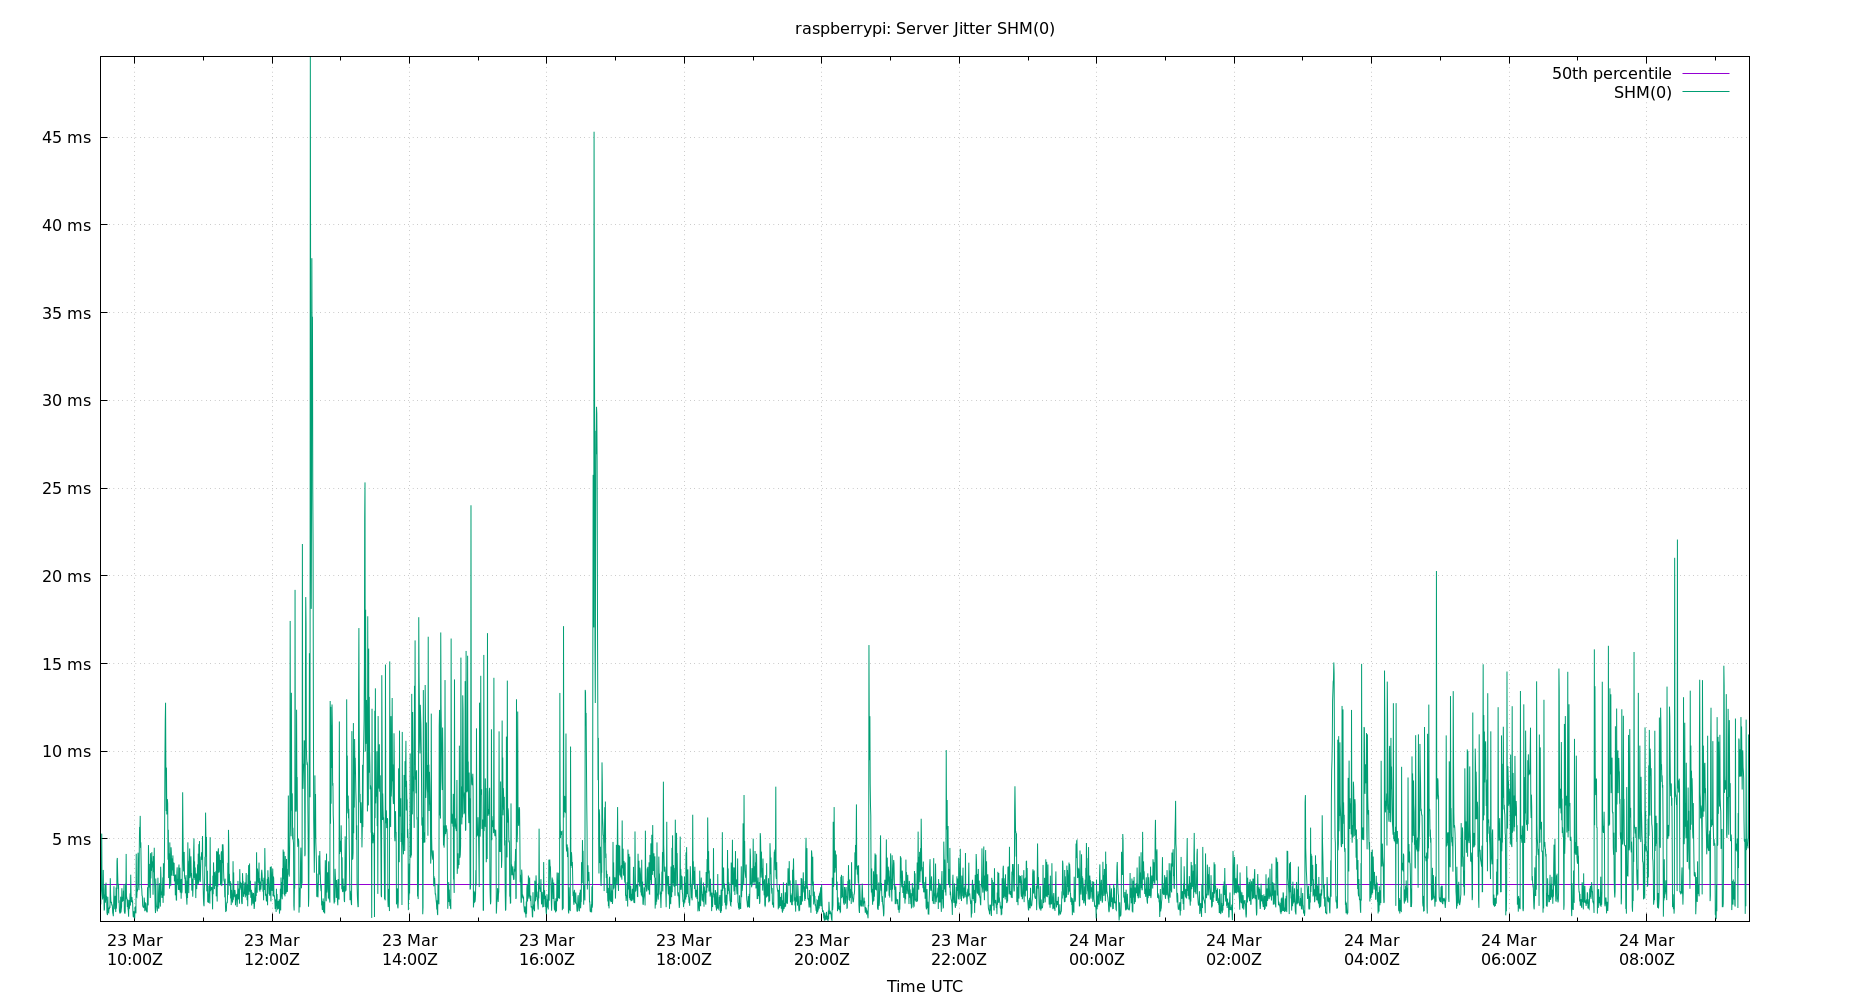 raspberrypi: Server Jitter SHM(0)
50th percentile
SHM(0)
45 ms
40 ms
35 ms
30 ms
25 ms
20 ms
15 ms
10 ms
5 ms
23 Mar 23 Mar 23 Mar 23 Mar 23 Mar 23 Mar 23 Mar 24 Mar 24 Mar 24 Mar 24 Mar 24 Mar
10:00Z 12:00Z 14:00Z 16:00Z 18:00Z 20:00Z 22:00Z 00:00Z 02:00Z 04:00Z 06:00Z 08:00Z
Time UTC